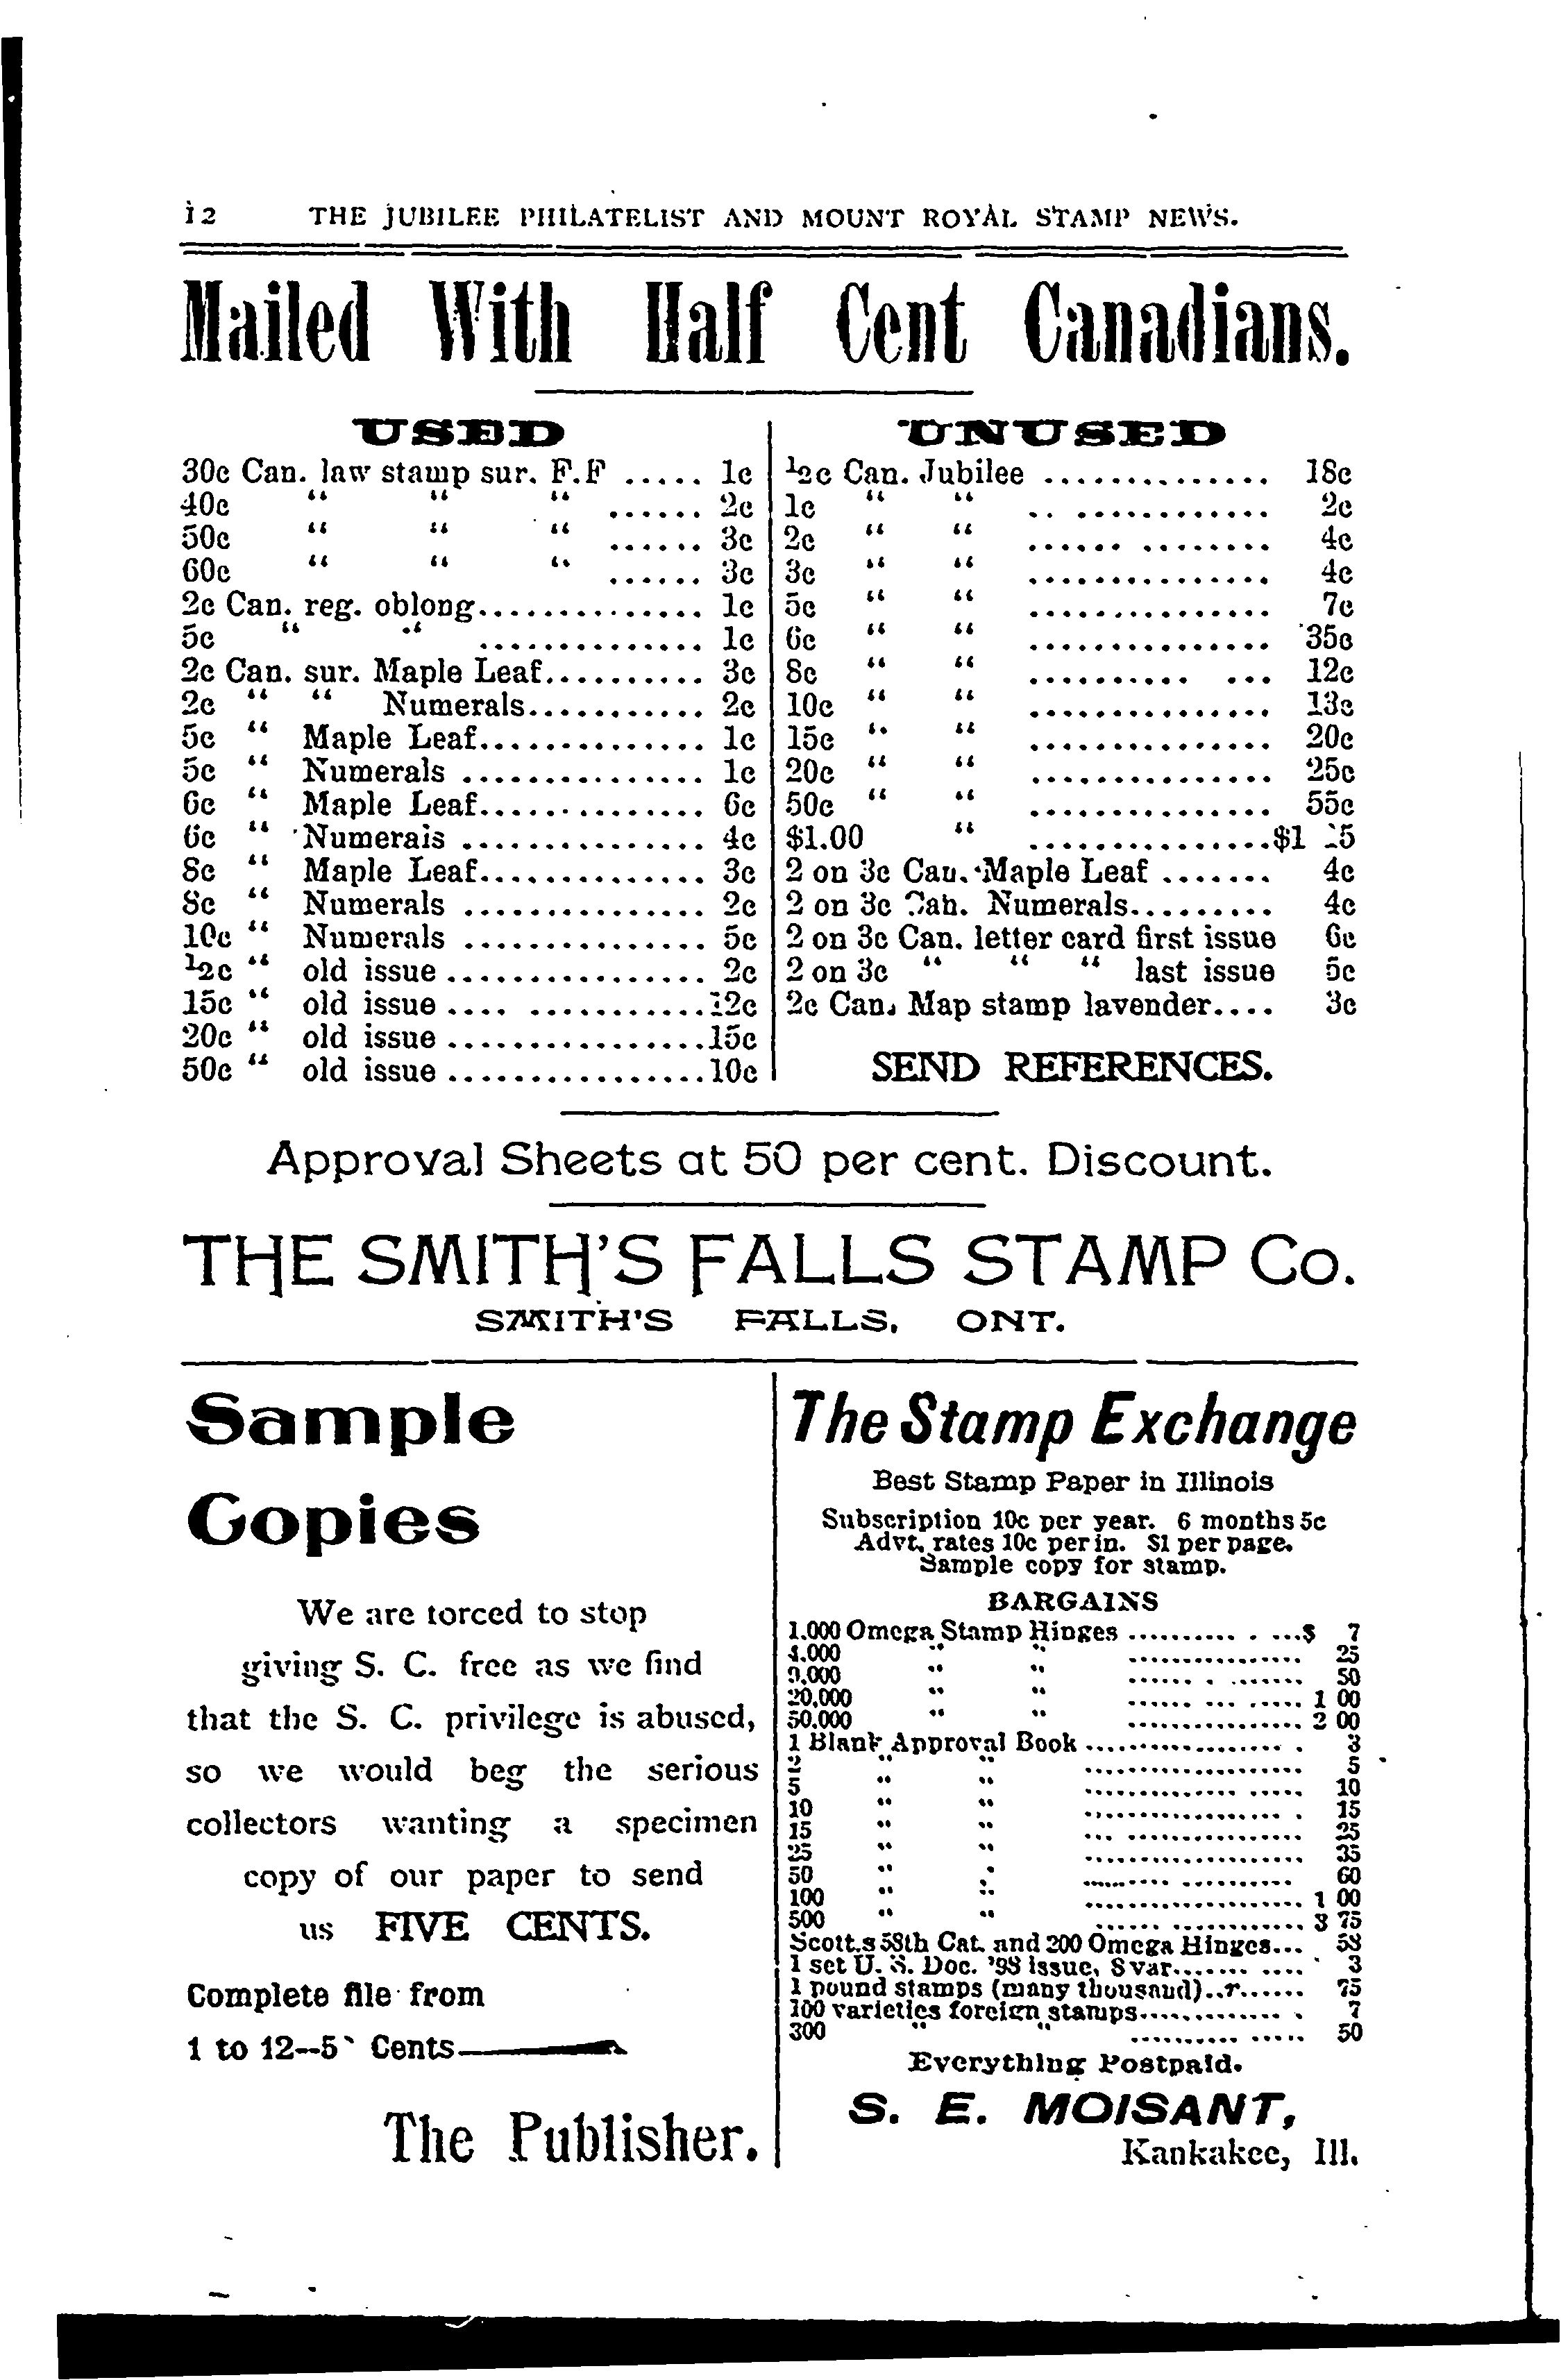 12 THE JUBILEE PHILATELIST AND MOUNT ROYAL STAMP NEWS.
Mailed With Half Cent Canadians.
USED
30c Can. law stamp sur. F.F ..... 1c
40c " " " ...... 2c
50c " " " ...... 3c
60c " " " ...... 3c
2c Can. reg. oblong.............. 1c
5c " " .............. 1c
2c Can. sur. Maple Leaf.......... 3c
2c " " Numerals........... 2c
5c " Maple Leaf.............. 1c
5c " Numerals ............... 1c
6c " Maple Leaf.............. 6c
6c " Numerals ............... 4c
8c " Maple Leaf.............. 3c
8c " Numerals ............... 2c
10c " Numerals ............... 5c
½c " old issue ................ 2c
15c " old issue .... ...........12c
20c " old issue ................15c
50c " old issue ................10c
UNUSED
½c Can. Jubilee .............. 18c
1c " " .. ............ 2c
2c " " ...... ........ 4c
3c " " ............... 4c
5c " " ............... 7c
6c " " ............... 35c
8c " " .......... ... 12c
10c " " ............... 13c
15c " " ............... 20c
20c " " ............... 25c
50c " " ............... 55c
$1.00 " ...............$1 5
2 on 3c Can. Maple Leaf ....... 4c
2 on 3c Can. Numerals......... 4c
2 on 3c Can. letter card first issue 6c
2 on 3c " " " last issue 5c
2c Can. Map stamp lavender.... 3c
SEND REFERENCES.
Approval Sheets at 50 per cent. Discount.
THE SMITH'S FALLS STAMP Co.
SMITH'S FALLS, ONT.
Sample
Copies
We are forced to stop
giving S. C. free as we find
that the S. C. privilege is abused,
so we would beg the serious
collectors wanting a specimen
copy of our paper to send
us FIVE CENTS.
Complete file from
1 to 12--5 Cents
The Publisher.
The Stamp Exchange
Best Stamp Paper in Illinois
Subscription 10c per year. 6 months 5c
Advt. rates 10c per in. $1 per page.
Sample copy for stamp.
BARGAINS
1.000 Omega Stamp Hinges ........... . ...$ 7
4.000 " " ................ 25
9,000 " " ...... . ....... 50
20,000 " " ...... ... ..... 1 00
50.000 " " ................ 2 00
1 Blank Approval Book .................. . 3
2 " " .................... 5
5 " " .............. ..... 10
10 " " .................. . 15
15 " " ... ................ 25
25 " " .................... 35
50 " " .......... .......... 60
100 " " .................... 1 00
500 " " ...... ............ 3 75
Scott.s 58th Cat. and 200 Omega Hinges... 58
1 set U. S. Doc. '98 issue, 8 var....... .... 3
1 pound stamps (many thousand)..r...... 75
100 varieties foreign stamps.............. . 7
300 " " .......... ..... 50
Everything Postpaid.
S. E. MOISANT,
Kankakee, Ill.